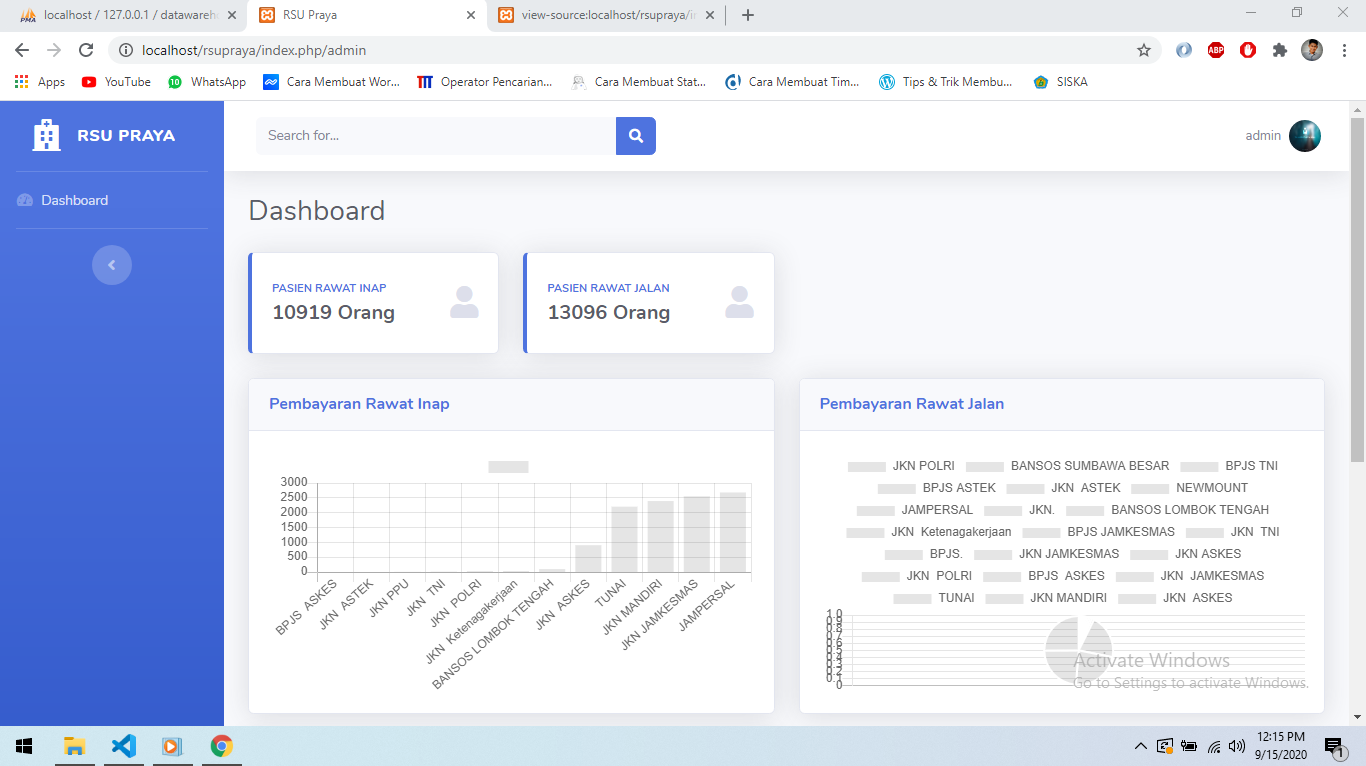 localhost / 127.0.0.1 / datawareh
RSU Praya
view-source:localhost/rsupraya/in
localhost/rsupraya/index.php/admin
ABP
Apps
YouTube
10 WhatsApp
Cara Membuat Wor...
Operator Pencarian...
Cara Membuat Stat...
Cara Membuat Tim...
Tips & Trik Membu...
SISKA
RSU PRAYA
Search for...
admin
Dashboard
Dashboard
PASIEN RAWAT INAP
10919 Orang
PASIEN RAWAT JALAN
13096 Orang
Pembayaran Rawat Inap
3000
2500
2000
1500
1000
500
0
BPJS  ASKES
JKN  ASTEK
JKN PPU
JKN  TNI
JKN  POLRI
JKN  Ketenagakerjaan
BANSOS LOMBOK TENGAH
JKN  ASKES
TUNAI
JKN MANDIRI
JKN JAMKESMAS
JAMPERSAL
Pembayaran Rawat Jalan
JKN POLRI BANSOS SUMBAWA BESAR BPJS TNI
BPJS ASTEK JKN  ASTEK NEWMOUNT
JAMPERSAL JKN. BANSOS LOMBOK TENGAH
JKN  Ketenagakerjaan BPJS JAMKESMAS JKN  TNI
BPJS. JKN JAMKESMAS JKN ASKES
JKN  POLRI BPJS  ASKES JKN  JAMKESMAS
TUNAI JKN MANDIRI JKN  ASKES
1.0
0.9
0.8
0.7
0.6
0.5
0.4
0.3
0.2
0.1
0
Activate Windows
Go to Settings to activate Windows.
12:15 PM
9/15/2020
1